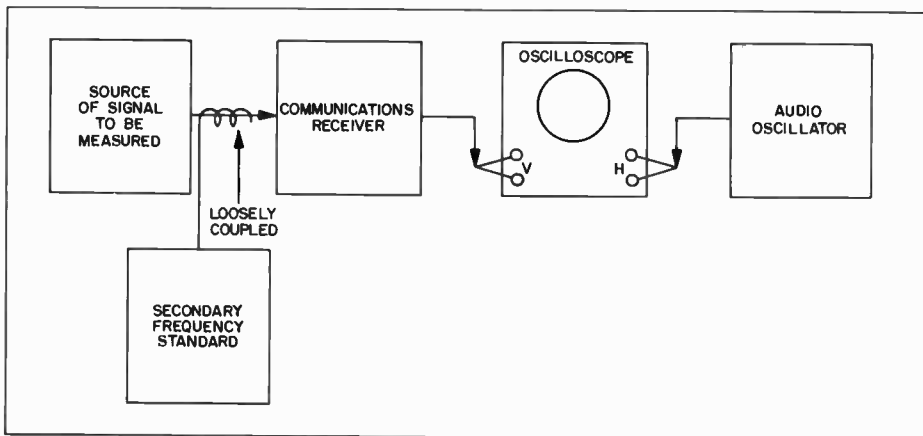 SOURCE
OF SIGNAL
TO BE
MEASURED
COMMUNICATIONS
RECEIVER
OSCILLOSCOPE
V
H
AUDIO
OSCILLATOR
LOOSELY
COUPLED
SECONDARY
FREQUENCY
STANDARD